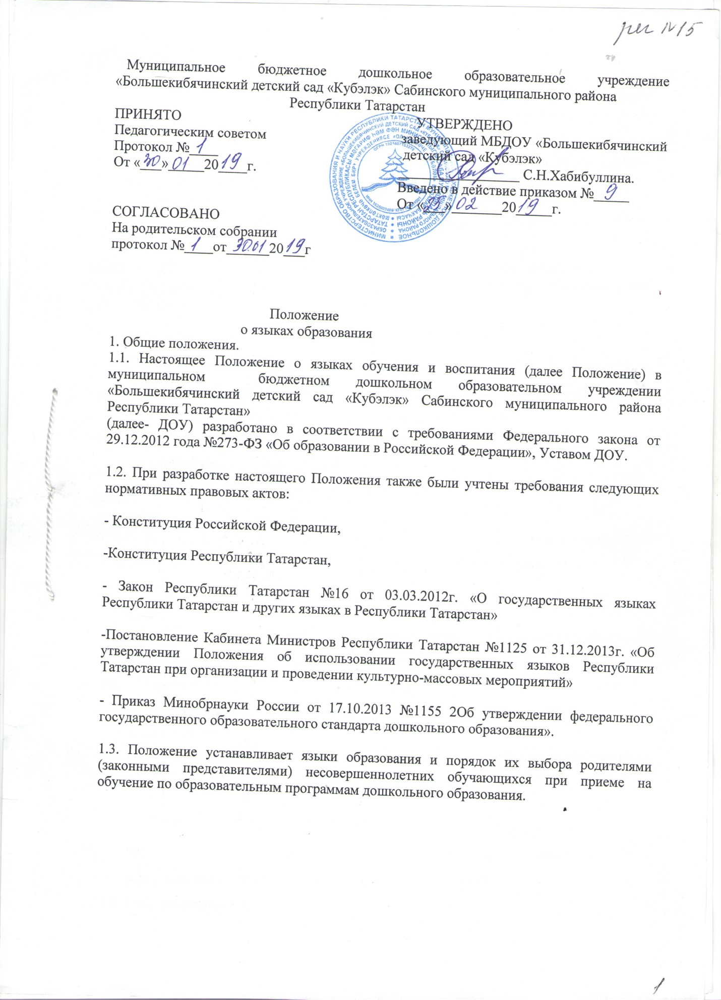 рег N15
Муниципальное бюджетное дошкольное образовательное учреждение
«Большекибячинский детский сад «Кубэлэк» Сабинского муниципального района
Республики Татарстан
ПРИНЯТО
Педагогическим советом
Протокол № 1
От «30» 01 2019 г.
УТВЕРЖДЕНО
заведующий МБДОУ «Большекибячинский
детский сад «Кубэлэк»
С.Н.Хабибуллина.
Введено в действие приказом № 9
От «25» 02 2019 г.
СОГЛАСОВАНО
На родительском собрании
протокол № 1 от 30.01 2019 г
Положение
о языках образования
1. Общие положения.
1.1. Настоящее Положение о языках обучения и воспитания (далее Положение) в
муниципальном бюджетном дошкольном образовательном учреждении
«Большекибячинский детский сад «Кубэлэк» Сабинского муниципального района
Республики Татарстан»
(далее- ДОУ) разработано в соответствии с требованиями Федерального закона от
29.12.2012 года №273-ФЗ «Об образовании в Российской Федерации», Уставом ДОУ.
1.2. При разработке настоящего Положения также были учтены требования следующих
нормативных правовых актов:
- Конституция Российской Федерации,
-Конституция Республики Татарстан,
- Закон Республики Татарстан №16 от 03.03.2012г. «О государственных языках
Республики Татарстан и других языках в Республики Татарстан»
-Постановление Кабинета Министров Республики Татарстан №1125 от 31.12.2013г. «Об
утверждении Положения об использовании государственных языков Республики
Татарстан при организации и проведении культурно-массовых мероприятий»
- Приказ Минобрнауки России от 17.10.2013 №1155 2Об утверждении федерального
государственного образовательного стандарта дошкольного образования».
1.3. Положение устанавливает языки образования и порядок их выбора родителями
(законными представителями) несовершеннолетних обучающихся при приеме на
обучение по образовательным программам дошкольного образования.
1